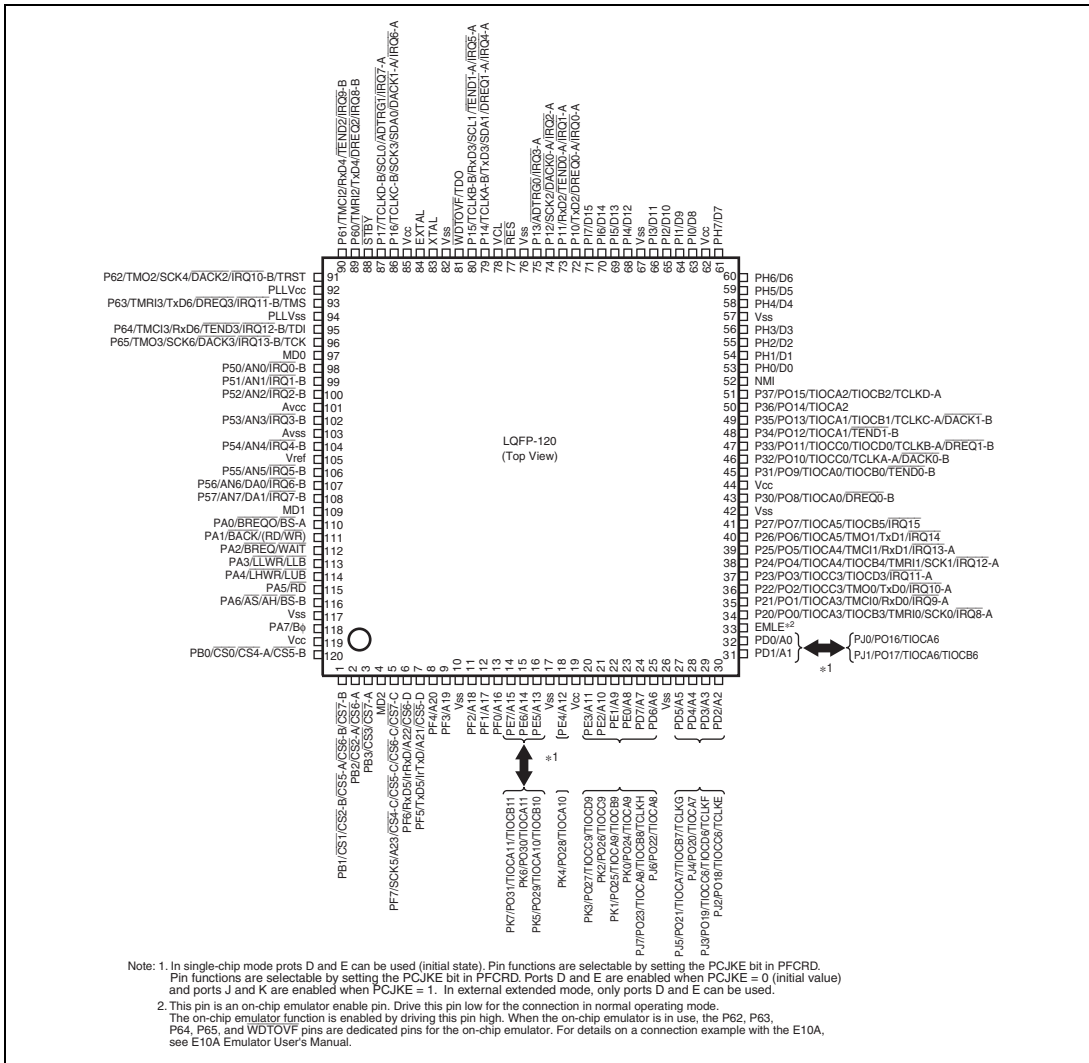 P61/TMCI2/RxD4/TEND2/IRQ9-B
P60/TMRI2/TxD4/DREQ2/IRQ8-B
STBY
P17/TCLKD-B/SCL0/ADTRG1/IRQ7-A
P16/TCLKC-B/SCK3/SDA0/DACK1-A/IRQ6-A
Vcc
EXTAL
XTAL
Vss
WDTOVF/TDO
P15/TCLKB-B/RxD3/SCL1/TEND1-A/IRQ5-A
P14/TCLKA-B/TxD3/SDA1/DREQ1-A/IRQ4-A
VCL
RES
Vss
P13/ADTRG0/IRQ3-A
P12/SCK2/DACK0-A/IRQ2-A
P11/RxD2/TEND0-A/IRQ1-A
P10/TxD2/DREQ0-A/IRQ0-A
PI7/D15
PI6/D14
PI5/D13
PI4/D12
Vss
PI3/D11
PI2/D10
PI1/D9
PI0/D8
Vcc
PH7/D7
90 89 88 87 86 85 84 83 82 81 80 79 78 77 76 75 74 73 72 71 70 69 68 67 66 65 64 63 62 61
P62/TMO2/SCK4/DACK2/IRQ10-B/TRST 91
PLLVcc 92
P63/TMRI3/TxD6/DREQ3/IRQ11-B/TMS 93
PLLVss 94
P64/TMCI3/RxD6/TEND3/IRQ12-B/TDI 95
P65/TMO3/SCK6/DACK3/IRQ13-B/TCK 96
MD0 97
P50/AN0/IRQ0-B 98
P51/AN1/IRQ1-B 99
P52/AN2/IRQ2-B 100
Avcc 101
P53/AN3/IRQ3-B 102
Avss 103
P54/AN4/IRQ4-B 104
Vref 105
P55/AN5/IRQ5-B 106
P56/AN6/DA0/IRQ6-B 107
P57/AN7/DA1/IRQ7-B 108
MD1 109
PA0/BREQO/BS-A 110
PA1/BACK/(RD/WR) 111
PA2/BREQ/WAIT 112
PA3/LLWR/LLB 113
PA4/LHWR/LUB 114
PA5/RD 115
PA6/AS/AH/BS-B 116
Vss 117
PA7/Bφ 118
Vcc 119
PB0/CS0/CS4-A/CS5-B 120
LQFP-120
(Top View)
60 PH6/D6
59 PH5/D5
58 PH4/D4
57 Vss
56 PH3/D3
55 PH2/D2
54 PH1/D1
53 PH0/D0
52 NMI
51 P37/PO15/TIOCA2/TIOCB2/TCLKD-A
50 P36/PO14/TIOCA2
49 P35/PO13/TIOCA1/TIOCB1/TCLKC-A/DACK1-B
48 P34/PO12/TIOCA1/TEND1-B
47 P33/PO11/TIOCC0/TIOCD0/TCLKB-A/DREQ1-B
46 P32/PO10/TIOCC0/TCLKA-A/DACK0-B
45 P31/PO9/TIOCA0/TIOCB0/TEND0-B
44 Vcc
43 P30/PO8/TIOCA0/DREQ0-B
42 Vss
41 P27/PO7/TIOCA5/TIOCB5/IRQ15
40 P26/PO6/TIOCA5/TMO1/TxD1/IRQ14
39 P25/PO5/TIOCA4/TMCI1/RxD1/IRQ13-A
38 P24/PO4/TIOCA4/TIOCB4/TMRI1/SCK1/IRQ12-A
37 P23/PO3/TIOCC3/TIOCD3/IRQ11-A
36 P22/PO2/TIOCC3/TMO0/TxD0/IRQ10-A
35 P21/PO1/TIOCA3/TMCI0/RxD0/IRQ9-A
34 P20/PO0/TIOCA3/TIOCB3/TMRI0/SCK0/IRQ8-A
33 EMLE*2
32 PD0/A0 PJ0/PO16/TIOCA6
31 PD1/A1 PJ1/PO17/TIOCA6/TIOCB6
*1
1 2 3 4 5 6 7 8 9 10 11 12 13 14 15 16 17 18 19 20 21 22 23 24 25 26 27 28 29 30
PB1/CS1/CS2-B/CS5-A/CS6-B/CS7-B
PB2/CS2-A/CS6-A
PB3/CS3/CS7-A
MD2
PF7/SCK5/A23/CS4-C/CS5-C/CS6-C/CS7-C
PF6/RxD5/IrRxD/A22/CS6-D
PF5/TxD5/IrTxD/A21/CS5-D
PF4/A20
PF3/A19
Vss
PF2/A18
PF1/A17
PF0/A16
PE7/A15
PE6/A14
PE5/A13
Vss
PE4/A12
Vcc
PE3/A11
PE2/A10
PE1/A9
PE0/A8
PD7/A7
PD6/A6
Vss
PD5/A5
PD4/A4
PD3/A3
PD2/A2
*1
PK7/PO31/TIOCA11/TIOCB11
PK6/PO30/TIOCA11
PK5/PO29/TIOCA10/TIOCB10
PK4/PO28/TIOCA10
PK3/PO27/TIOCC9/TIOCD9
PK2/PO26/TIOCC9
PK1/PO25/TIOCA9/TIOCB9
PK0/PO24/TIOCA9
PJ7/PO23/TIOCA8/TIOCB8/TCLKH
PJ6/PO22/TIOCA8
PJ5/PO21/TIOCA7/TIOCB7/TCLKG
PJ4/PO20/TIOCA7
PJ3/PO19/TIOCC6/TIOCD6/TCLKF
PJ2/PO18/TIOCC6/TCLKE
Note: 1. In single-chip mode prots D and E can be used (initial state). Pin functions are selectable by setting the PCJKE bit in PFCRD.
Pin functions are selectable by setting the PCJKE bit in PFCRD. Ports D and E are enabled when PCJKE = 0 (initial value)
and ports J and K are enabled when PCJKE = 1. In external extended mode, only ports D and E can be used.
2. This pin is an on-chip emulator enable pin. Drive this pin low for the connection in normal operating mode.
The on-chip emulator function is enabled by driving this pin high. When the on-chip emulator is in use, the P62, P63,
P64, P65, and WDTOVF pins are dedicated pins for the on-chip emulator. For details on a connection example with the E10A,
see E10A Emulator User's Manual.